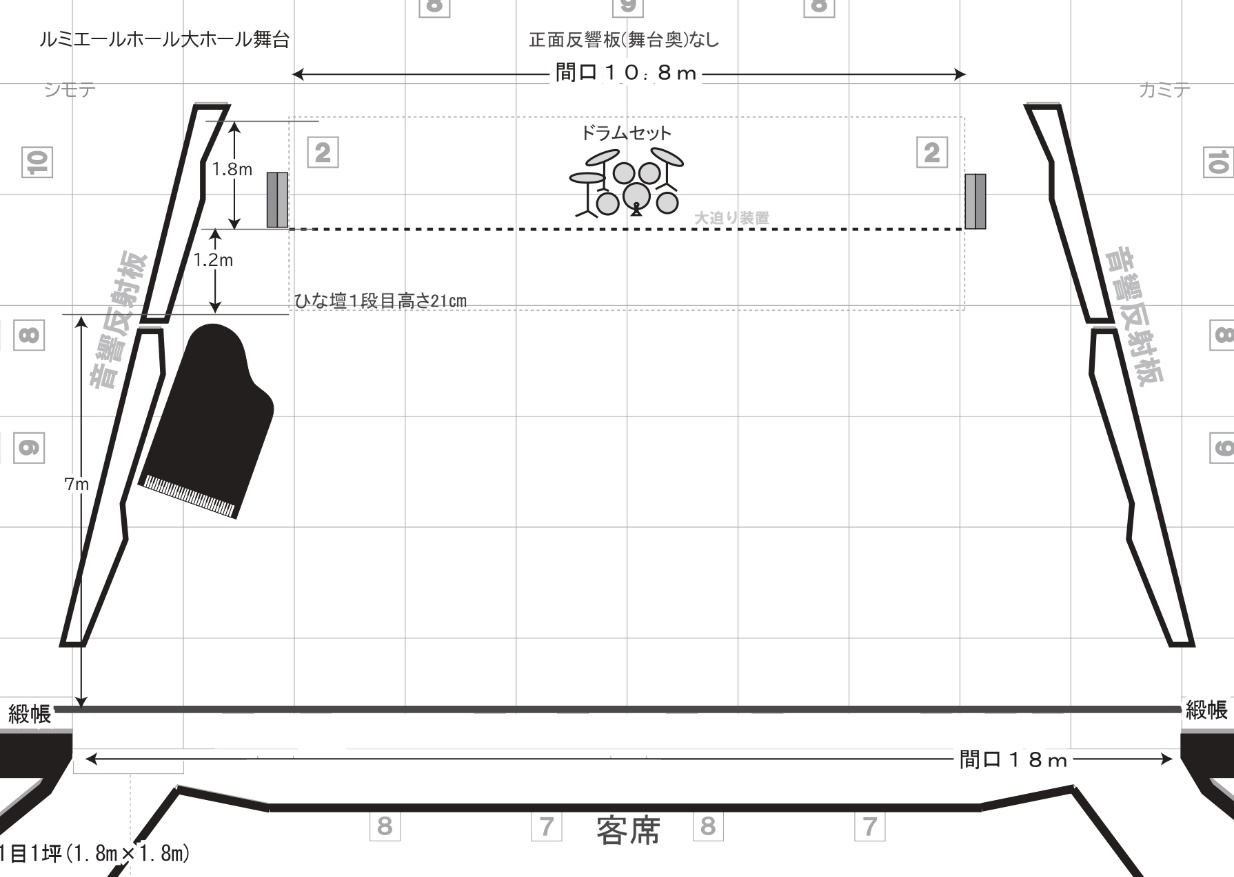 8
9
8
ルミエールホール大ホール舞台
正面反響板(舞台奥)なし
間口１０.８ｍ
シモテ
カミテ
ドラムセット
2
2
10
10
1.8m
大迫り装置
1.2m
音響反射板
音響反射板
ひな壇1段目高さ21cm
8
8
9
9
7m
緞帳
緞帳
間口１８ｍ
8
7
客席
8
7
1目1坪(1.8m×1.8m)